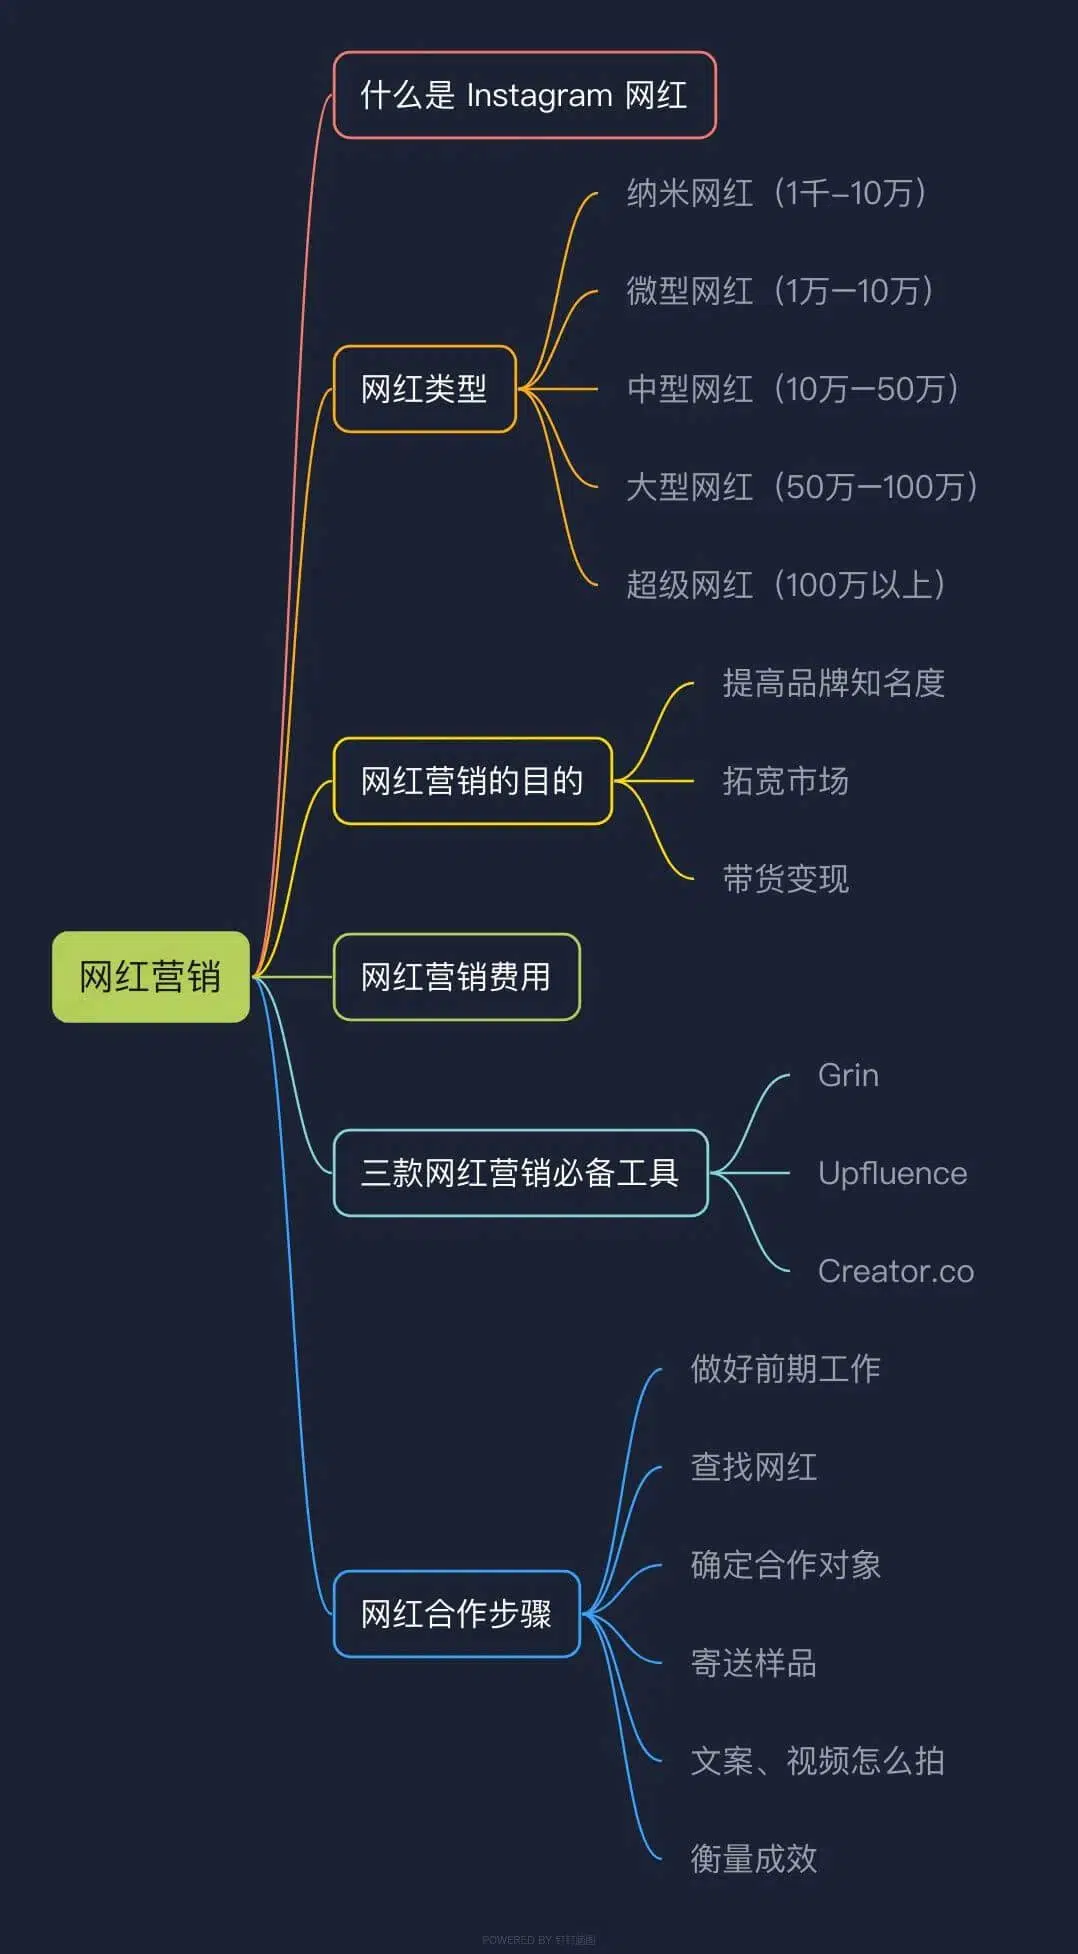 什么是 Instagram 网红
纳米网红（1千–10万）
微型网红（1万—10万）
网红类型
中型网红（10万—50万）
大型网红（50万—100万）
超级网红（100万以上）
提高品牌知名度
网红营销的目的
拓宽市场
带货变现
网红营销
网红营销费用
Grin
三款网红营销必备工具
Upfluence
Creator.co
做好前期工作
查找网红
确定合作对象
网红合作步骤
寄送样品
文案、视频怎么拍
衡量成效
POWERED BY 钉钉脑图